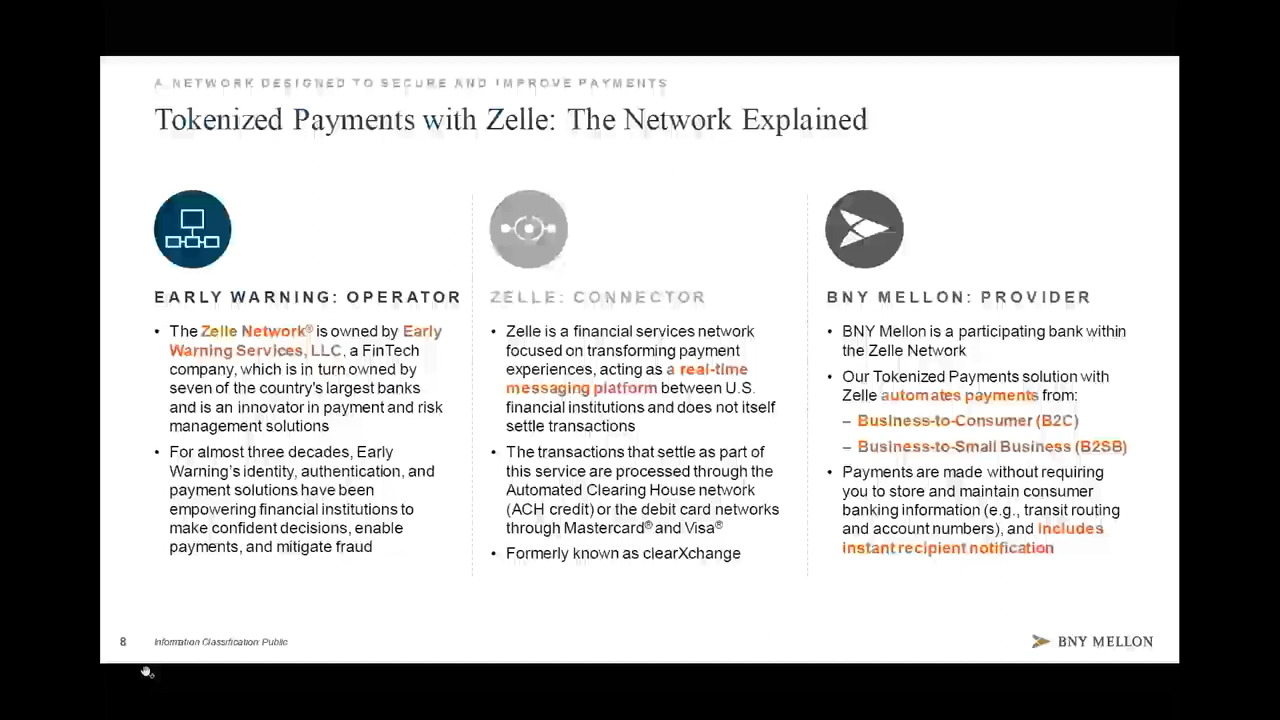 A NETWORK DESIGNED TO SECURE AND IMPROVE PAYMENTS
Tokenized Payments with Zelle: The Network Explained
EARLY WARNING: OPERATOR
• The Zelle Network® is owned by Early
Warning Services, LLC, a FinTech
company, which is in turn owned by
seven of the country's largest banks
and is an innovator in payment and risk
management solutions
• For almost three decades, Early
Warning's identity, authentication, and
payment solutions have been
empowering financial institutions to
make confident decisions, enable
payments, and mitigate fraud
ZELLE: CONNECTOR
• Zelle is a financial services network
focused on transforming payment
experiences, acting as a real-time
messaging platform between U.S.
financial institutions and does not itself
settle transactions
• The transactions that settle as part of
this service are processed through the
Automated Clearing House network
(ACH credit) or the debit card networks
through Mastercard® and Visa®
• Formerly known as clearXchange
BNY MELLON: PROVIDER
• BNY Mellon is a participating bank within
the Zelle Network
• Our Tokenized Payments solution with
Zelle automates payments from:
– Business-to-Consumer (B2C)
– Business-to-Small Business (B2SB)
• Payments are made without requiring
you to store and maintain consumer
banking information (e.g., transit routing
and account numbers), and includes
instant recipient notification
8
Information Classification: Public
BNY MELLON